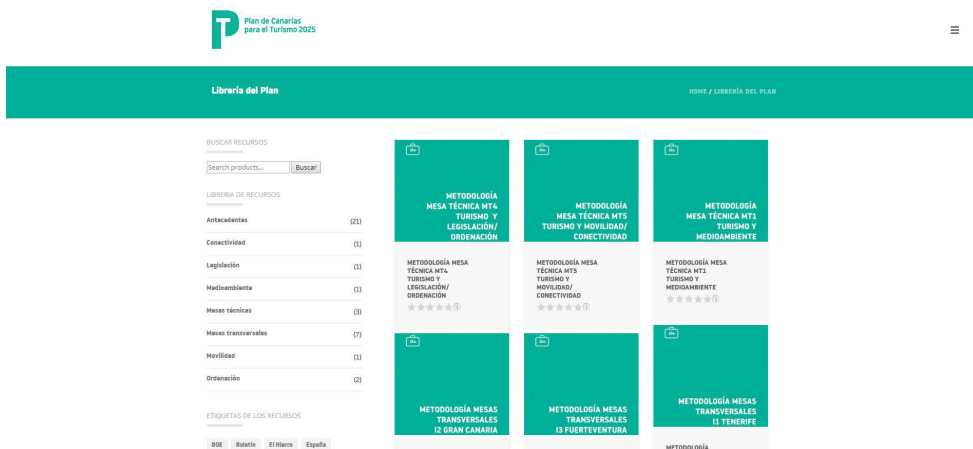 Plan de Canarias
para el Turismo 2025
Librería del Plan
HOME / LIBRERÍA DEL PLAN
BUSCAR RECURSOS
Search products...
Buscar
LIBRERIA DE RECURSOS
Antecedentes (21)
Conectividad (1)
Legislación (1)
Medioambiente (1)
Mesas técnicas (3)
Mesas transversales (7)
Movilidad (1)
Ordenación (2)
ETIQUETAS DE LOS RECURSOS
BOE Boletín El Hierro España
METODOLOGÍA
MESA TÉCNICA MT4
TURISMO Y
LEGISLACIÓN/
ORDENACIÓN
METODOLOGÍA MESA
TÉCNICA MT4
TURISMO Y
LEGISLACIÓN/
ORDENACIÓN
METODOLOGÍA
MESA TÉCNICA MT5
TURISMO Y MOVILIDAD/
CONECTIVIDAD
METODOLOGÍA MESA
TÉCNICA MT5
TURISMO Y
MOVILIDAD/
CONECTIVIDAD
METODOLOGÍA
MESA TÉCNICA MT1
TURISMO Y
MEDIOAMBIENTE
METODOLOGÍA MESA
TÉCNICA MT1
TURISMO Y
MEDIOAMBIENTE
METODOLOGÍA MESAS
TRANSVERSALES
I2 GRAN CANARIA
METODOLOGÍA MESAS
TRANSVERSALES
I3 FUERTEVENTURA
METODOLOGÍA MESAS
TRANSVERSALES
I1 TENERIFE
METODOLOGÍA